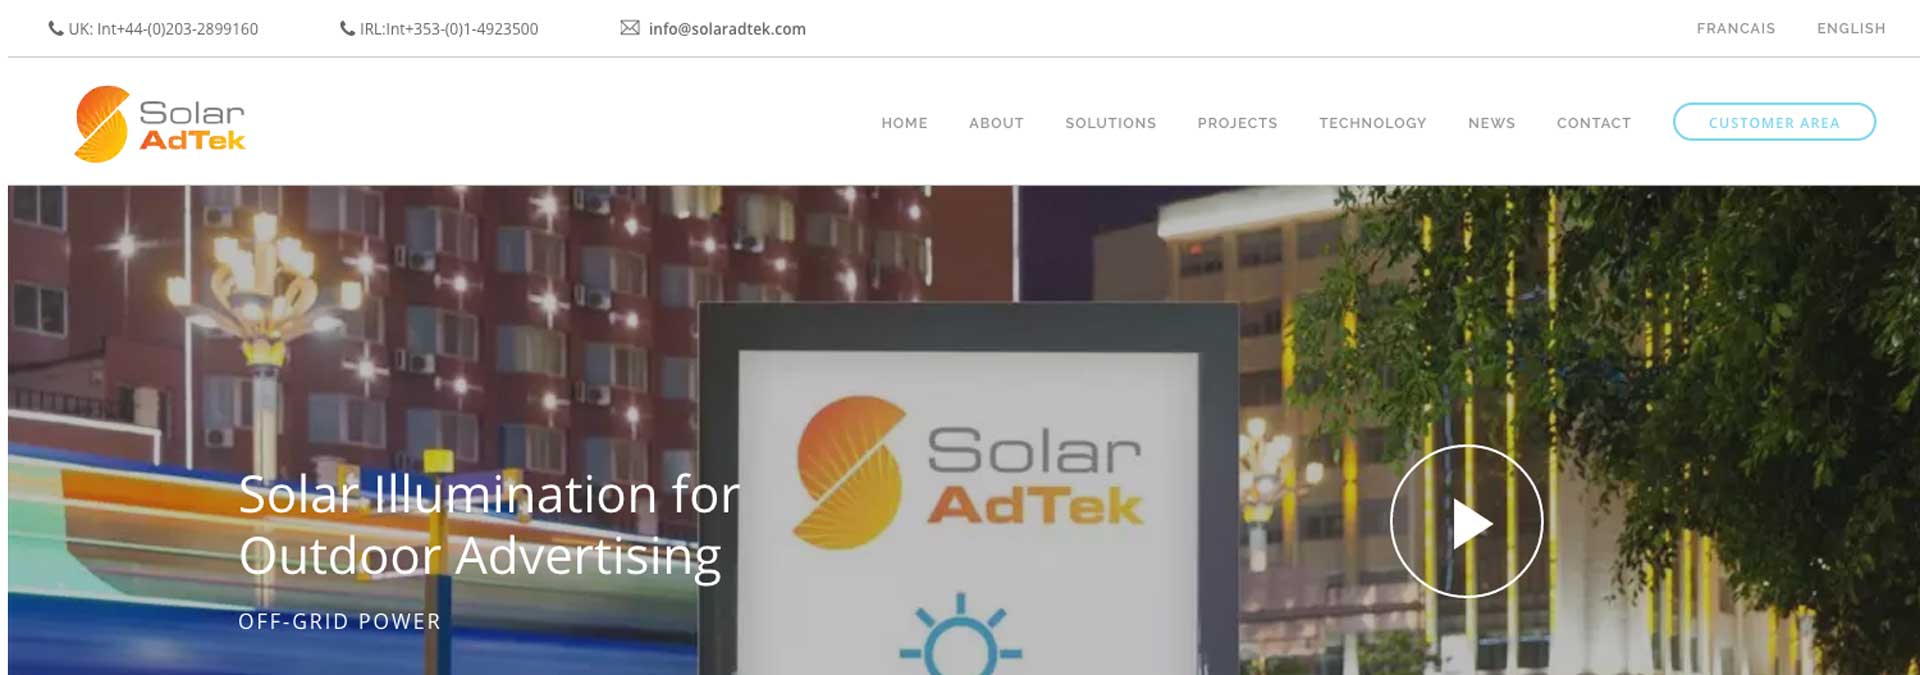 UK: Int+44-(0)203-2899160
IRL:Int+353-(0)1-4923500
info@solaradtek.com
FRANCAIS
ENGLISH
Solar
AdTek
HOME
ABOUT
SOLUTIONS
PROJECTS
TECHNOLOGY
NEWS
CONTACT
CUSTOMER AREA
Solar
AdTek
Solar Illumination for
Outdoor Advertising
OFF-GRID POWER